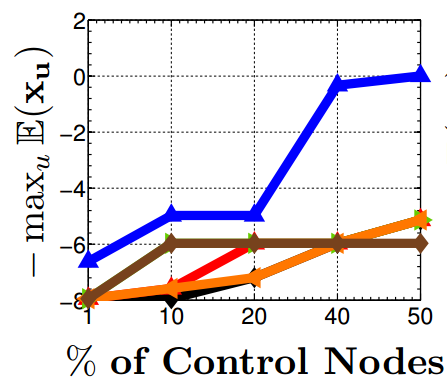 2
0
−2
−4
−6
−8
1 10 20 40 50
− max_u 𝔼(x_u)
% of Control Nodes